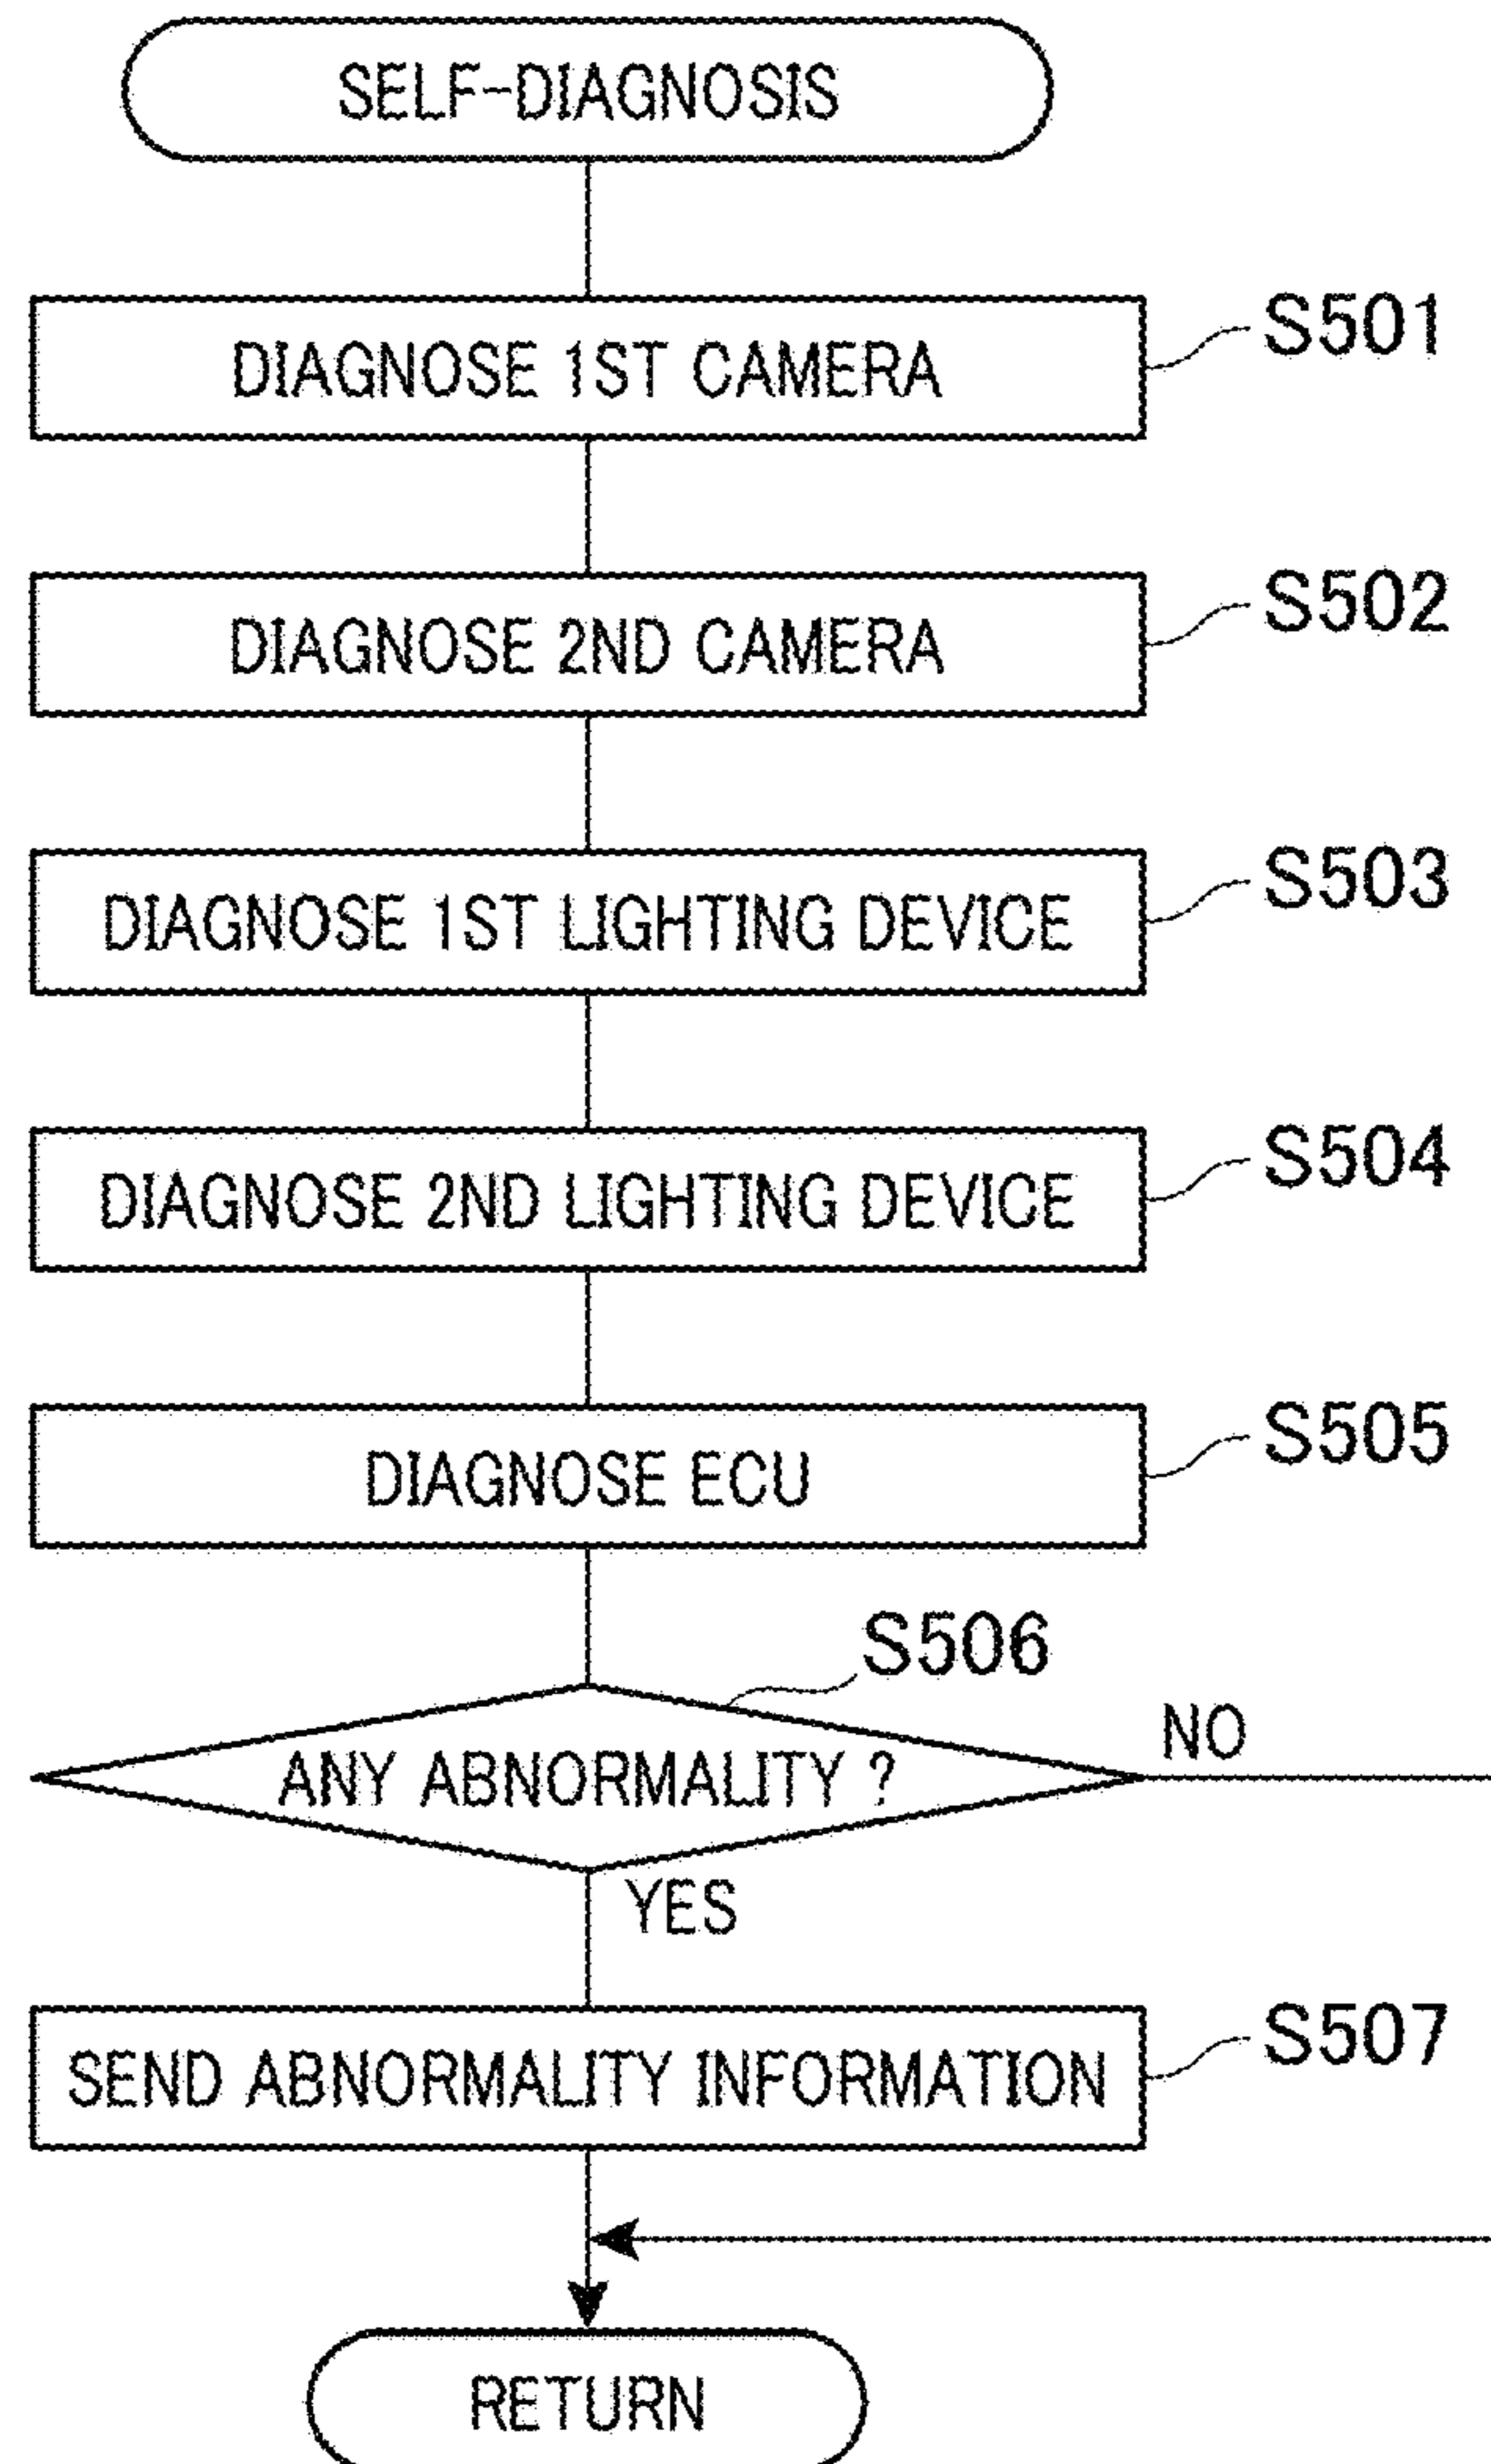 SELF-DIAGNOSIS
DIAGNOSE 1ST CAMERA
S501
DIAGNOSE 2ND CAMERA
S502
DIAGNOSE 1ST LIGHTING DEVICE
S503
DIAGNOSE 2ND LIGHTING DEVICE
S504
DIAGNOSE ECU
S505
S506
ANY ABNORMALITY ?
NO
YES
SEND ABNORMALITY INFORMATION
S507
RETURN